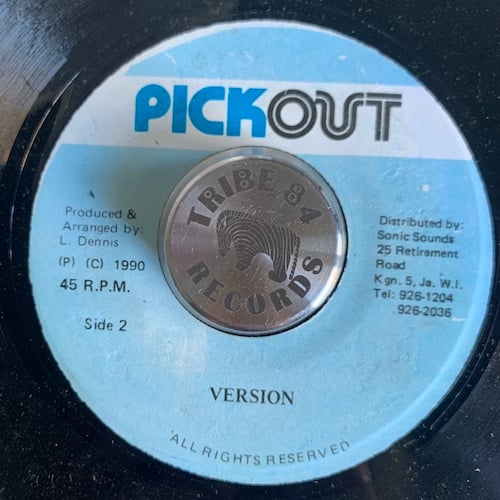 PICKOUT
TRIBE 84
RECORDS
Produced &
Arranged by:
L. Dennis
(P) (C) 1990
45 R.P.M.
Side 2
Distributed by:
Sonic Sounds
25 Retirement
Road
Kgn. 5, Ja. W.I.
Tel: 926-1204
926-2036
VERSION
ALL RIGHTS RESERVED